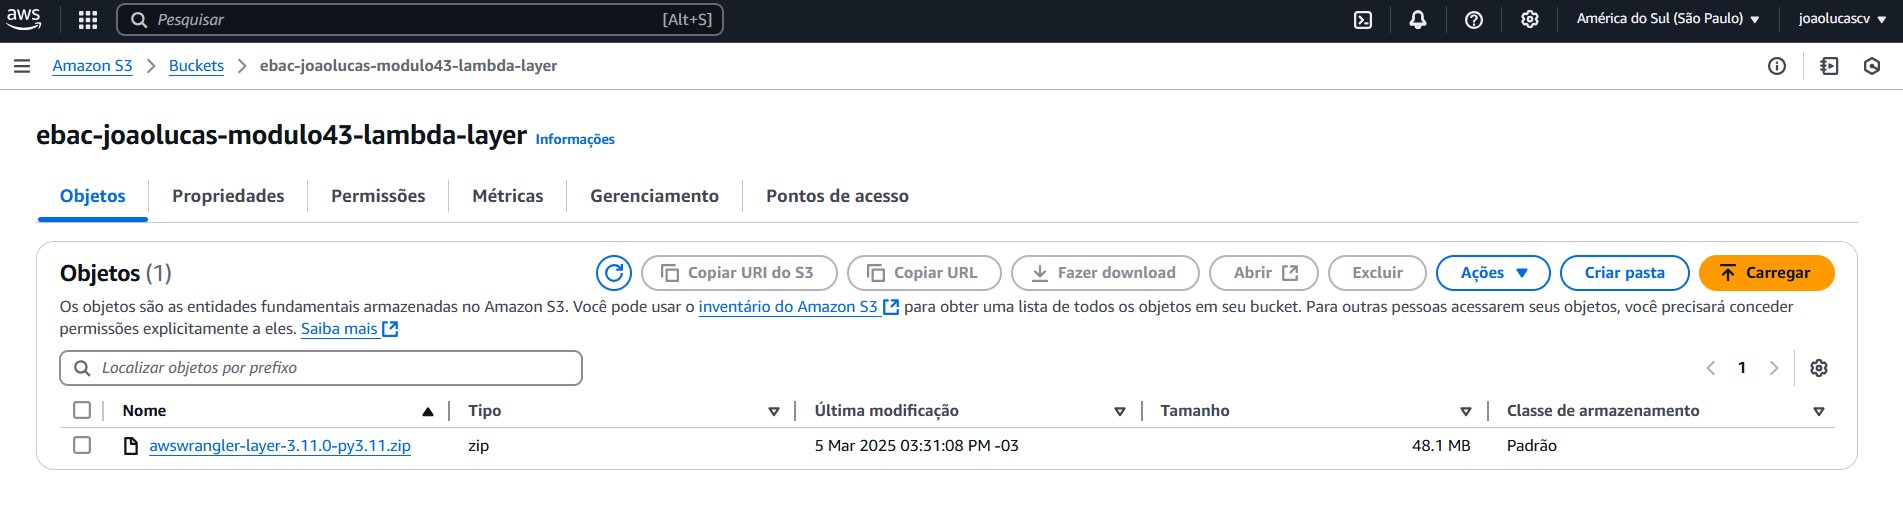 aws
Pesquisar [Alt+S] América do Sul (São Paulo) joaolucascv
Amazon S3 Buckets ebac-joaolucas-modulo43-lambda-layer
ebac-joaolucas-modulo43-lambda-layer Informações
Objetos Propriedades Permissões Métricas Gerenciamento Pontos de acesso
Objetos (1) Copiar URI do S3 Copiar URL Fazer download Abrir Excluir Ações Criar pasta Carregar
Os objetos são as entidades fundamentais armazenadas no Amazon S3. Você pode usar o inventário do Amazon S3 para obter uma lista de todos os objetos em seu bucket. Para outras pessoas acessarem seus objetos, você precisará conceder
permissões explicitamente a eles. Saiba mais
Localizar objetos por prefixo 1
Nome Tipo Última modificação Tamanho Classe de armazenamento
awswrangler-layer-3.11.0-py3.11.zip zip 5 Mar 2025 03:31:08 PM -03 48.1 MB Padrão